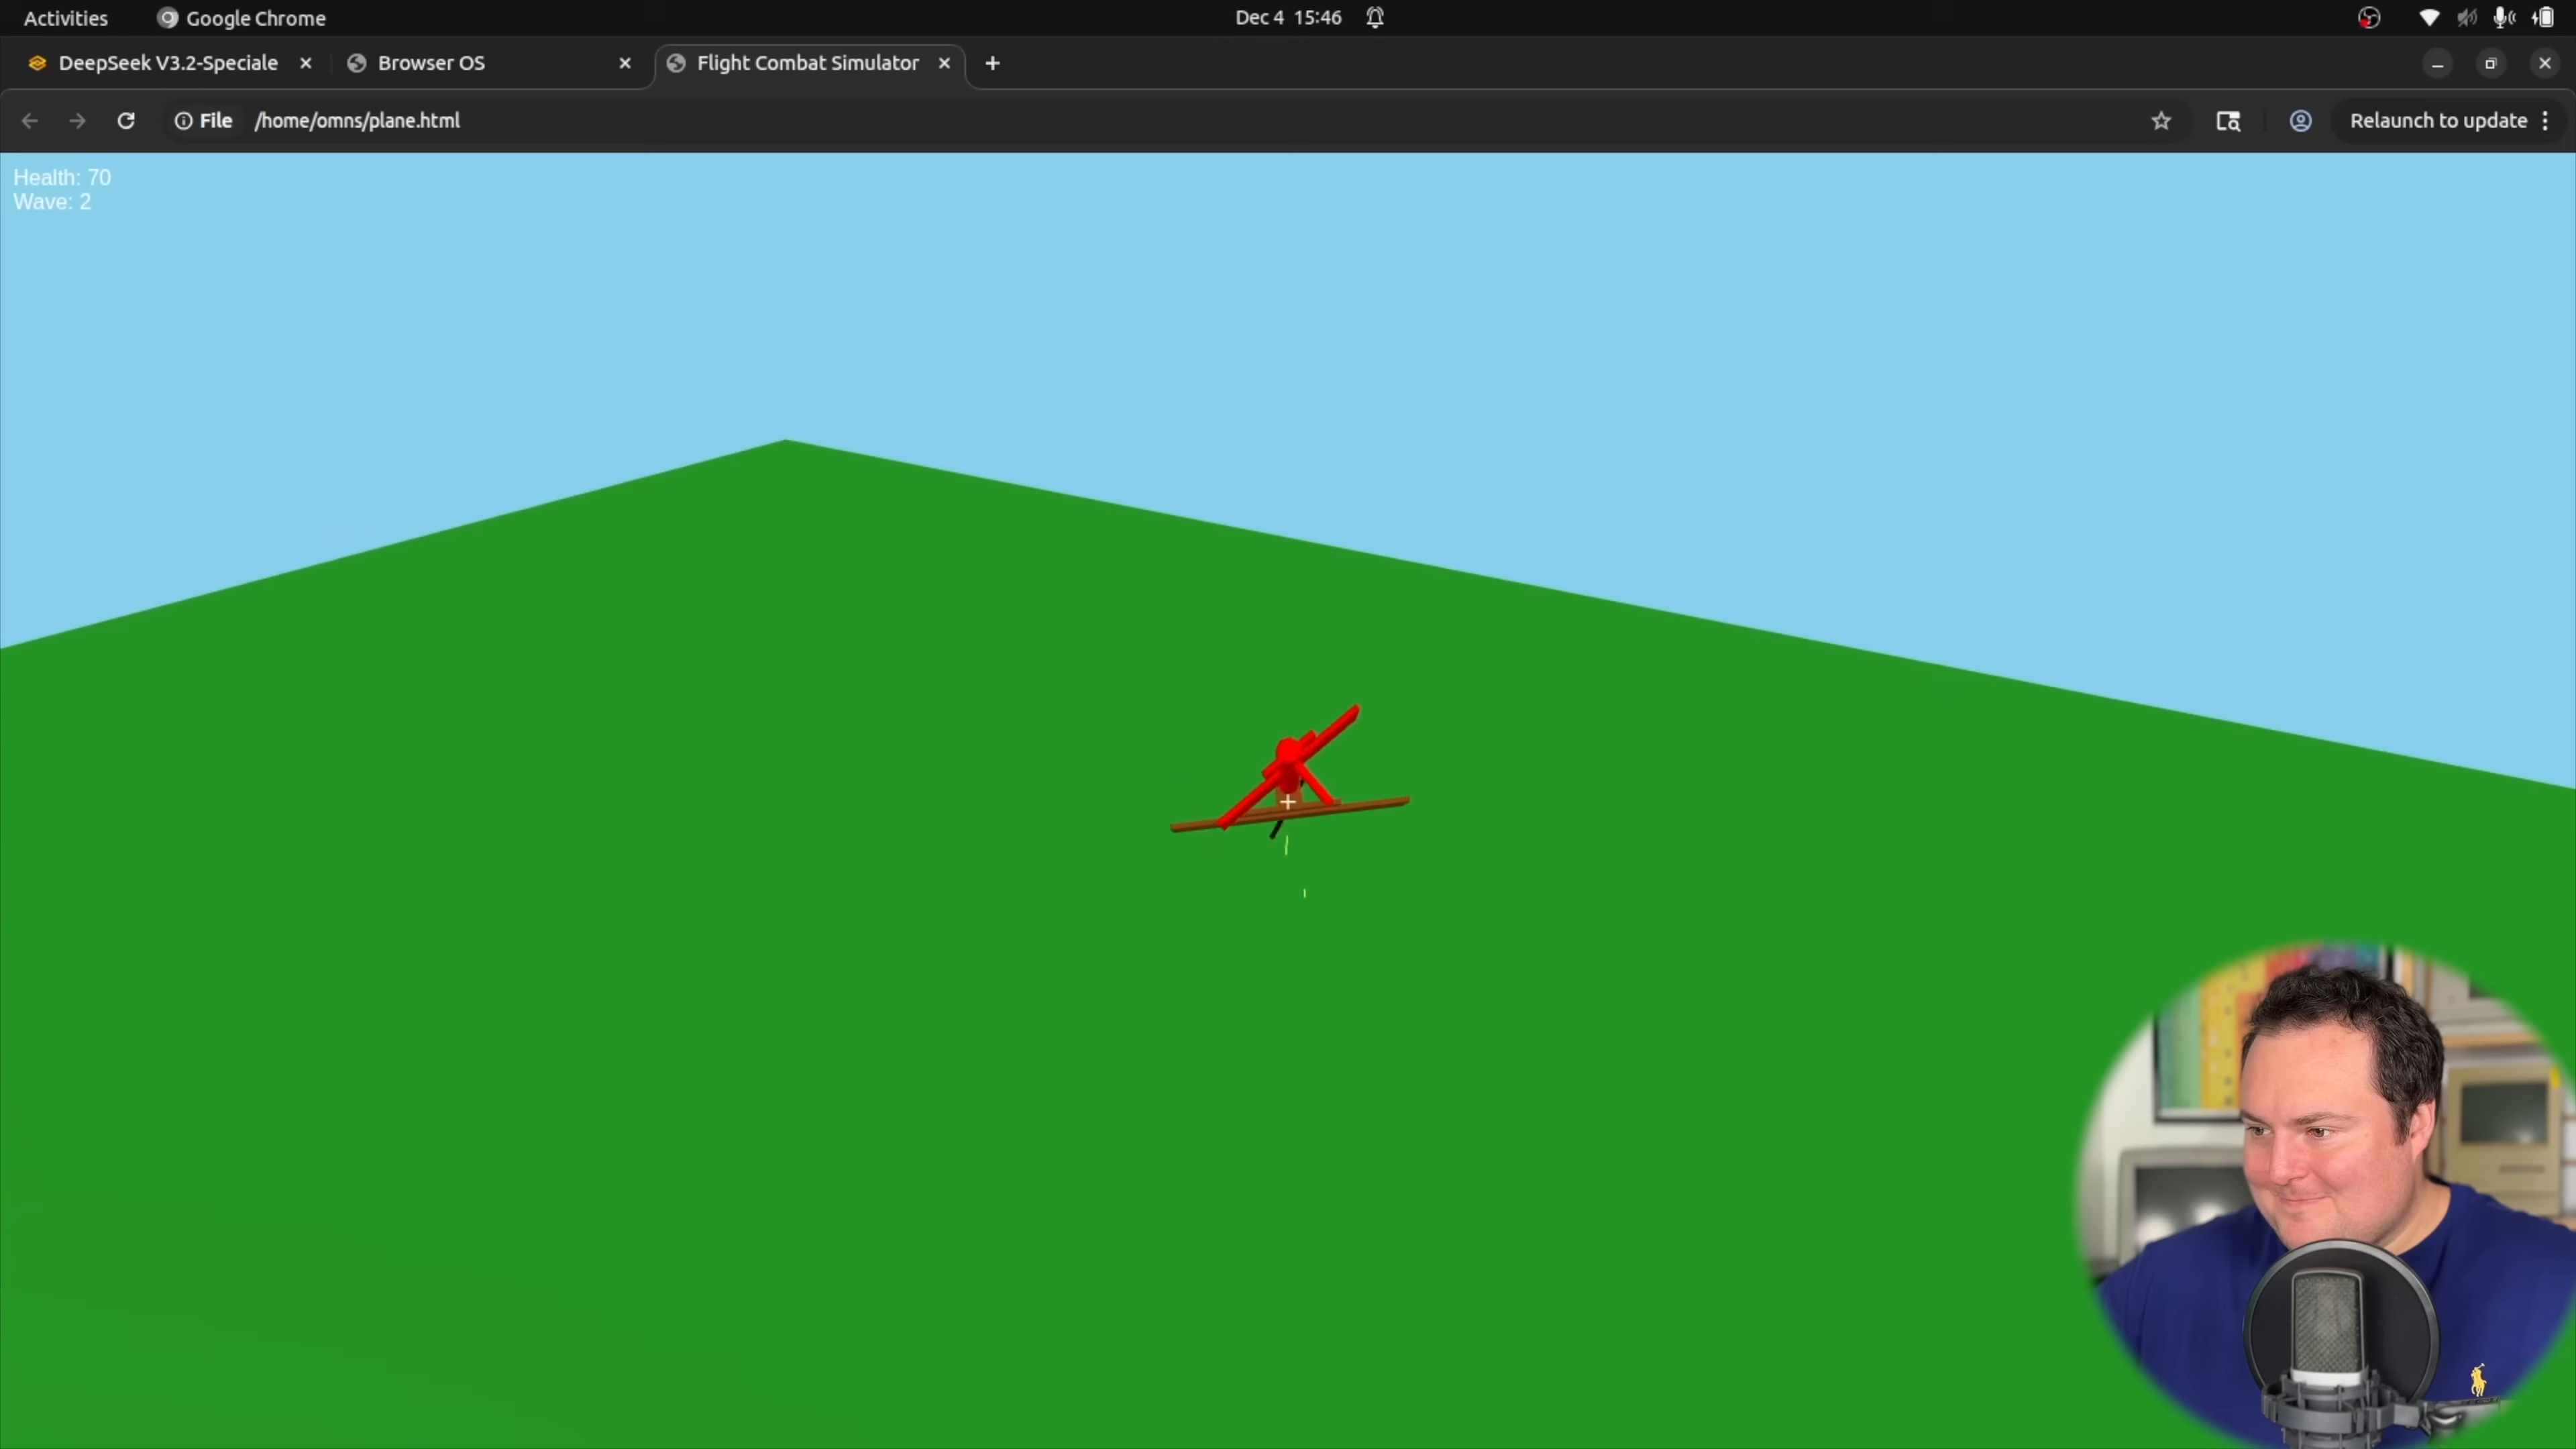 Activities
Google Chrome
Dec 4 15:46
DeepSeek V3.2-Speciale
Browser OS
Flight Combat Simulator
File
/home/omns/plane.html
Relaunch to update
Health: 70
Wave: 2